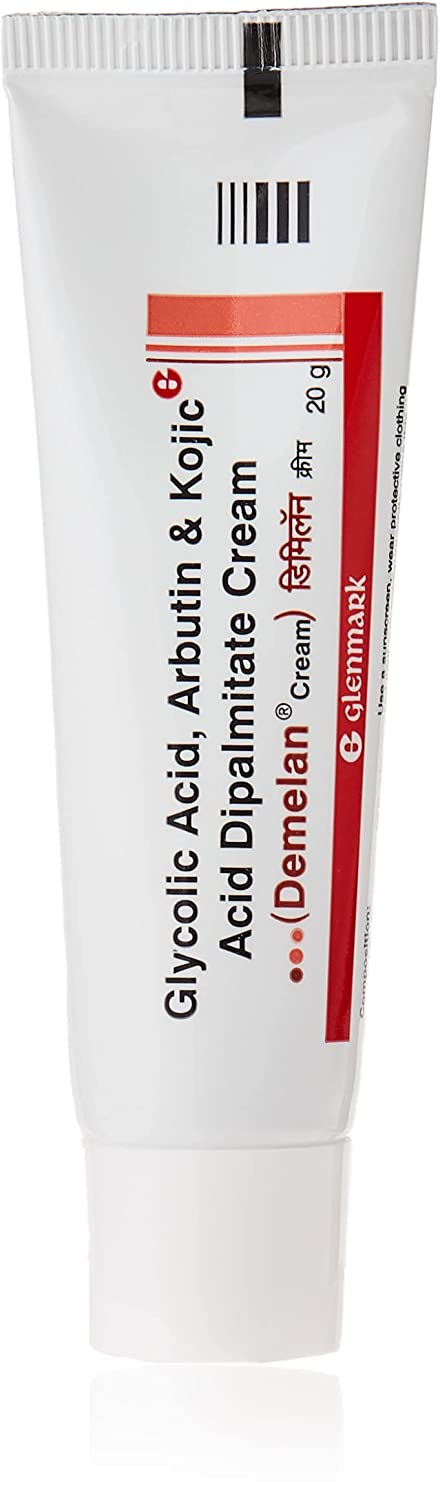 Glycolic Acid, Arbutin & Kojic
Acid Dipalmitate Cream
(Demelan® Cream) डिमिलॅन क्रीम 20 g
Glenmark
Use a sunscreen, wear protective clothing
Composition: